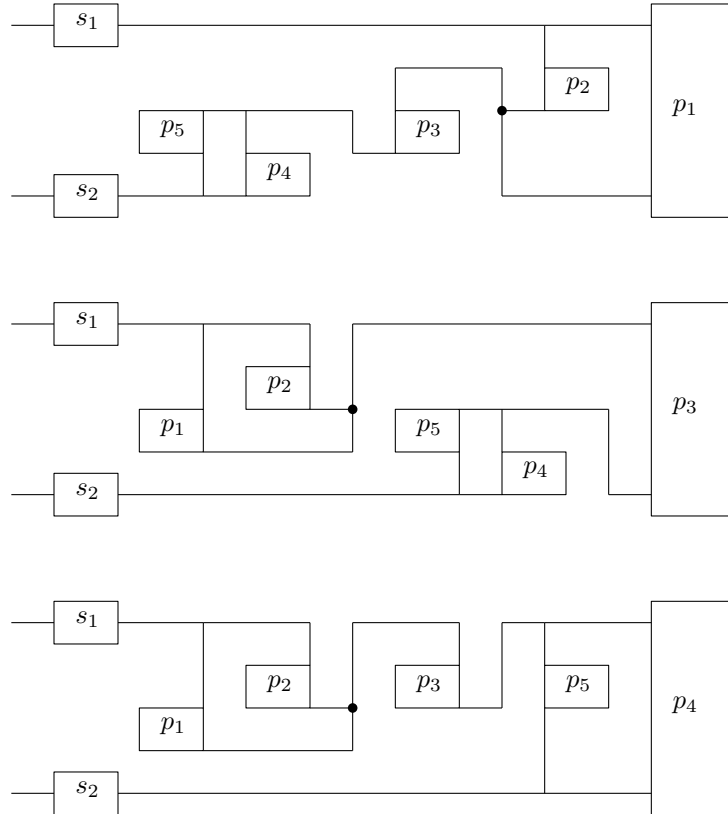 s₁
p₂
p₁
p₅
p₃
p₄
s₂
s₁
p₂
p₃
p₁
p₅
p₄
s₂
s₁
p₂
p₃
p₅
p₄
p₁
s₂